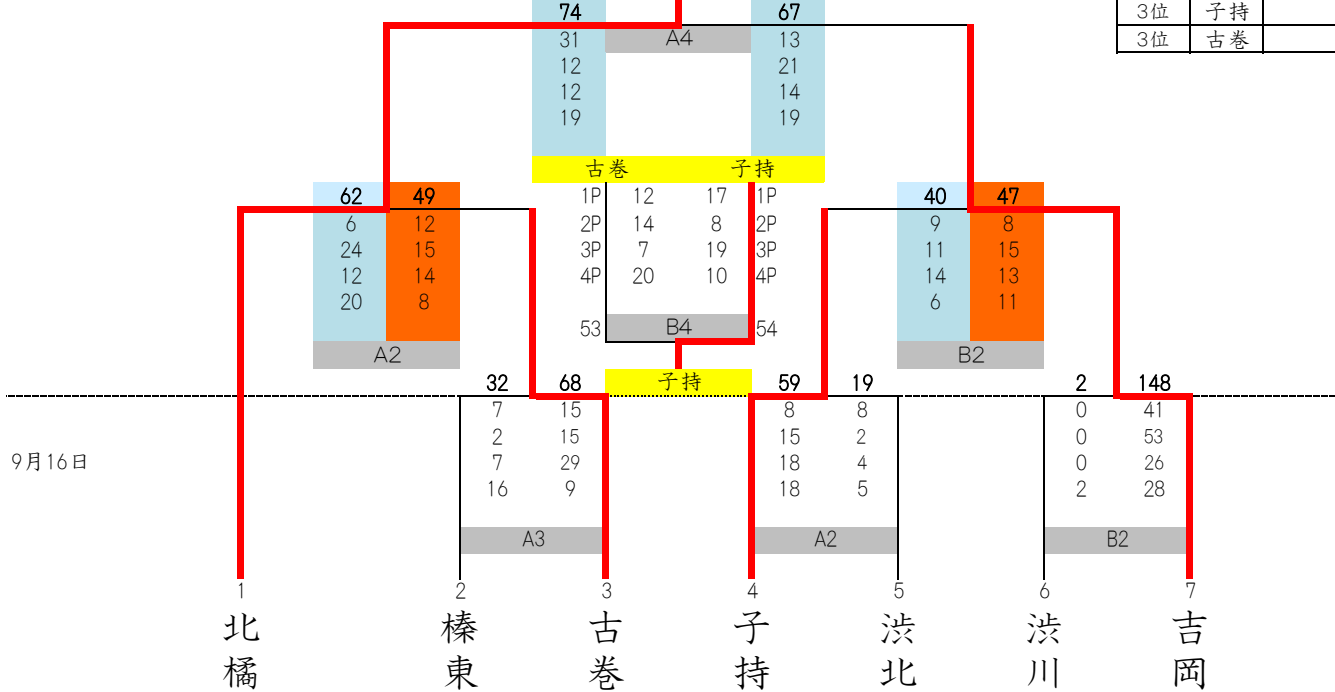 74 67 3位 子持
31 A4 13 3位 古巻
12 21
12 14
19 19
古巻 子持
62 49 1P 12 17 1P 40 47
6 12 2P 14 8 2P 9 8
24 15 3P 7 19 3P 11 15
12 14 4P 20 10 4P 14 13
20 8 6 11
53 B4 54
A2 B2
32 68 子持 59 19 2 148
7 15 8 8 0 41
2 15 15 2 0 53
9月16日 7 29 18 4 0 26
16 9 18 5 2 28
A3 A2 B2
1 2 3 4 5 6 7
北橘 榛東 古巻 子持 渋北 渋川 吉岡